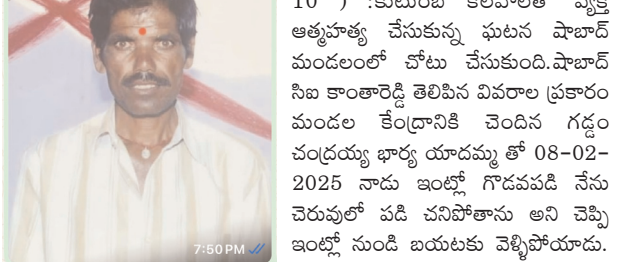 10 ) :కుటుంబ కలహాలతో వ్యక్తి
ఆత్మహత్య చేసుకున్న ఘటన షాబాద్
మండలంలో చోటు చేసుకుంది.షాబాద్
సిఐ కాంతారెడ్డి తెలిపిన వివరాల ప్రకారం
మండల కేంద్రానికి చెందిన గడ్డం
చంద్రయ్య భార్య యాదమ్మ తో 08-02-
2025 నాడు ఇంట్లో గొడవపడి నేను
చెరువులో పడి చనిపోతాను అని చెప్పి
ఇంట్లో నుండి బయటకు వెళ్ళిపోయాడు.
7:50 PM